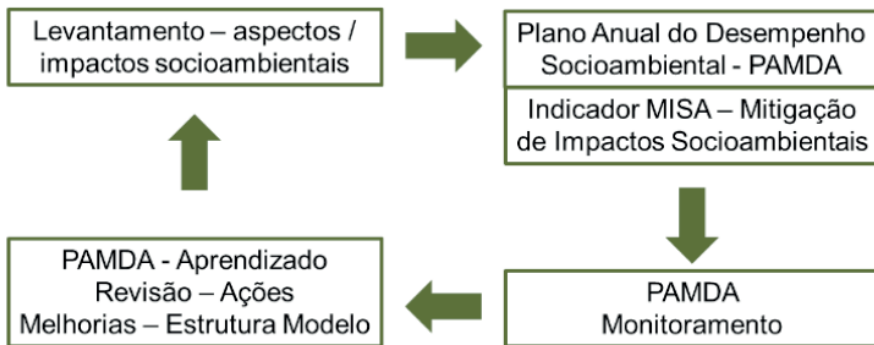 Levantamento – aspectos /
impactos socioambientais
Plano Anual do Desempenho
Socioambiental - PAMDA
Indicador MISA – Mitigação
de Impactos Socioambientais
PAMDA - Aprendizado
Revisão – Ações
Melhorias – Estrutura Modelo
PAMDA
Monitoramento